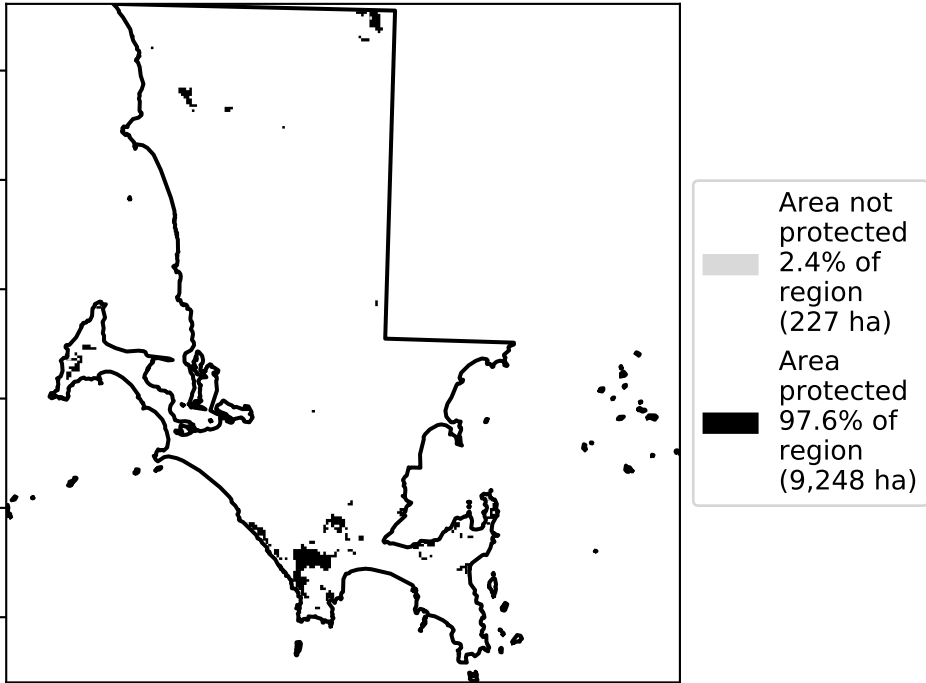 Area not
protected
2.4% of
region
(227 ha)
Area
protected
97.6% of
region
(9,248 ha)